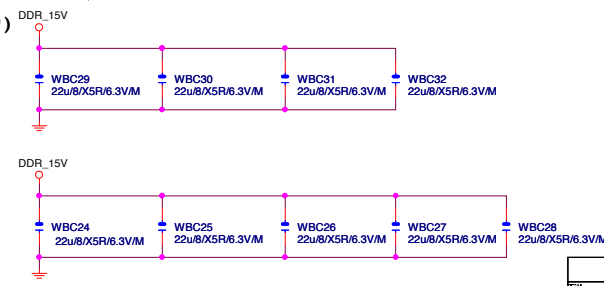 )
DDR_15V
WBC29 WBC30 WBC31 WBC32
22u/8/X5R/6.3V/M 22u/8/X5R/6.3V/M 22u/8/X5R/6.3V/M 22u/8/X5R/6.3V/M
DDR_15V
WBC24 WBC25 WBC26 WBC27 WBC28
22u/8/X5R/6.3V/M 22u/8/X5R/6.3V/M 22u/8/X5R/6.3V/M 22u/8/X5R/6.3V/M 22u/8/X5R/6.3V/M